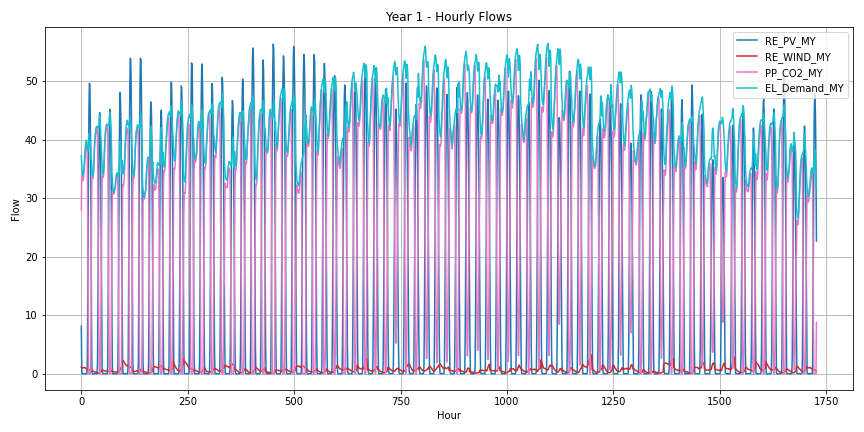 Year 1 - Hourly Flows
RE_PV_MY
RE_WIND_MY
PP_CO2_MY
EL_Demand_MY
Flow
50
40
30
20
10
0
0 250 500 750 1000 1250 1500 1750
Hour